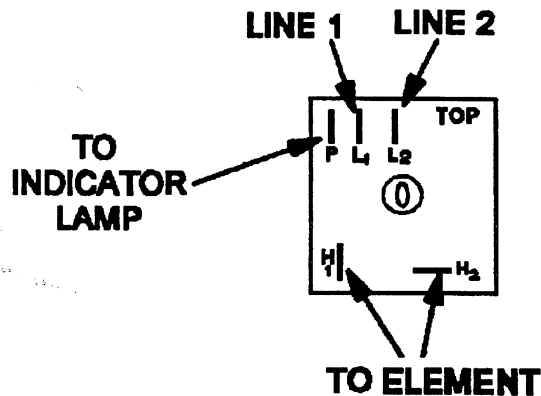 LINE 1 LINE 2
TOP
P L1 L2
TO
INDICATOR
LAMP
H1 H2
TO ELEMENT